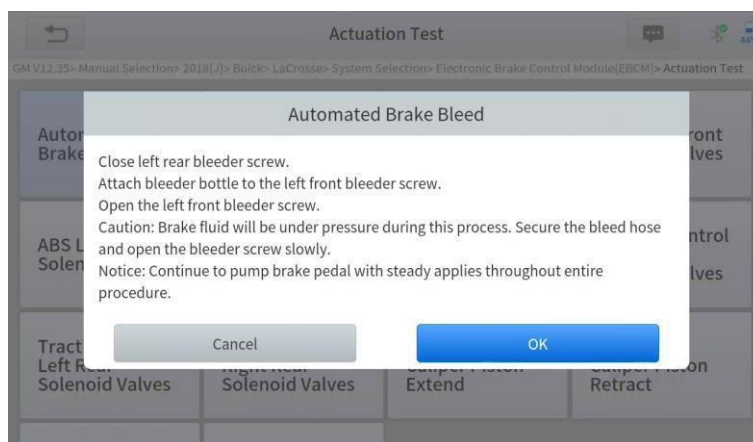 Actuation Test
GM V12.35> Manual Selection> 2018(J)> Buick> LaCrosse> System Selection> Electronic Brake Control Module(EBCM)> Actuation Test
Automated Brake Bleed
Close left rear bleeder screw.
Attach bleeder bottle to the left front bleeder screw.
Open the left front bleeder screw.
Caution: Brake fluid will be under pressure during this process. Secure the bleed hose
and open the bleeder screw slowly.
Notice: Continue to pump brake pedal with steady applies throughout entire
procedure.
Cancel
OK
ABS L
Solenoid Valves
Solenoid Valves
Extend
Retract